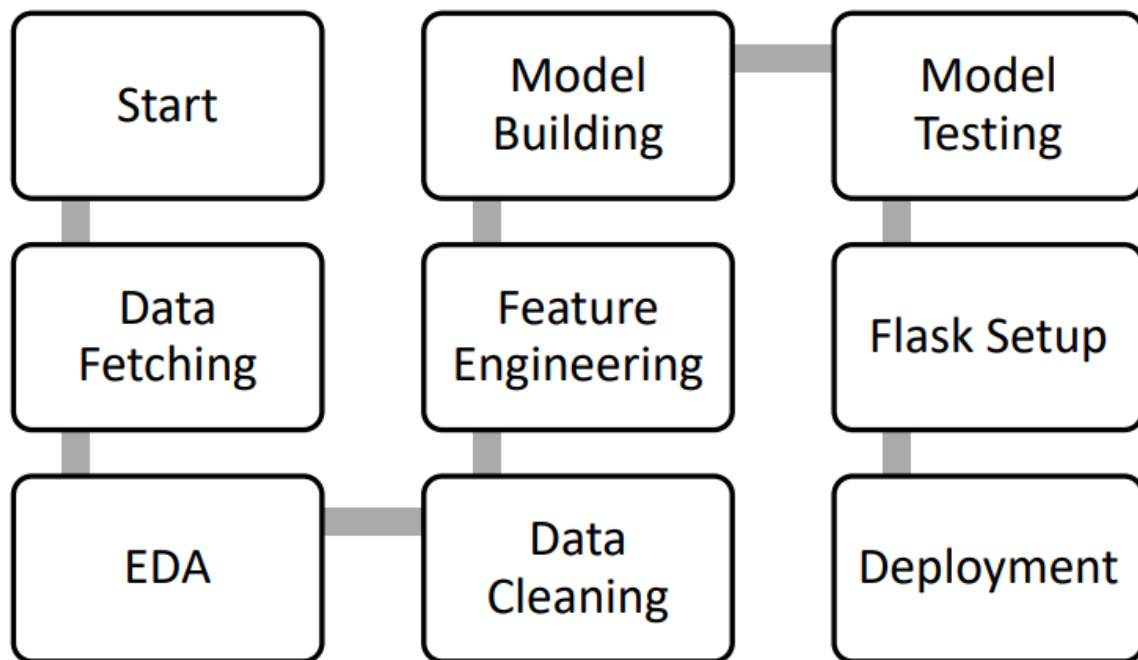 Start
Data
Fetching
EDA
Data
Cleaning
Feature
Engineering
Model
Building
Model
Testing
Flask Setup
Deployment